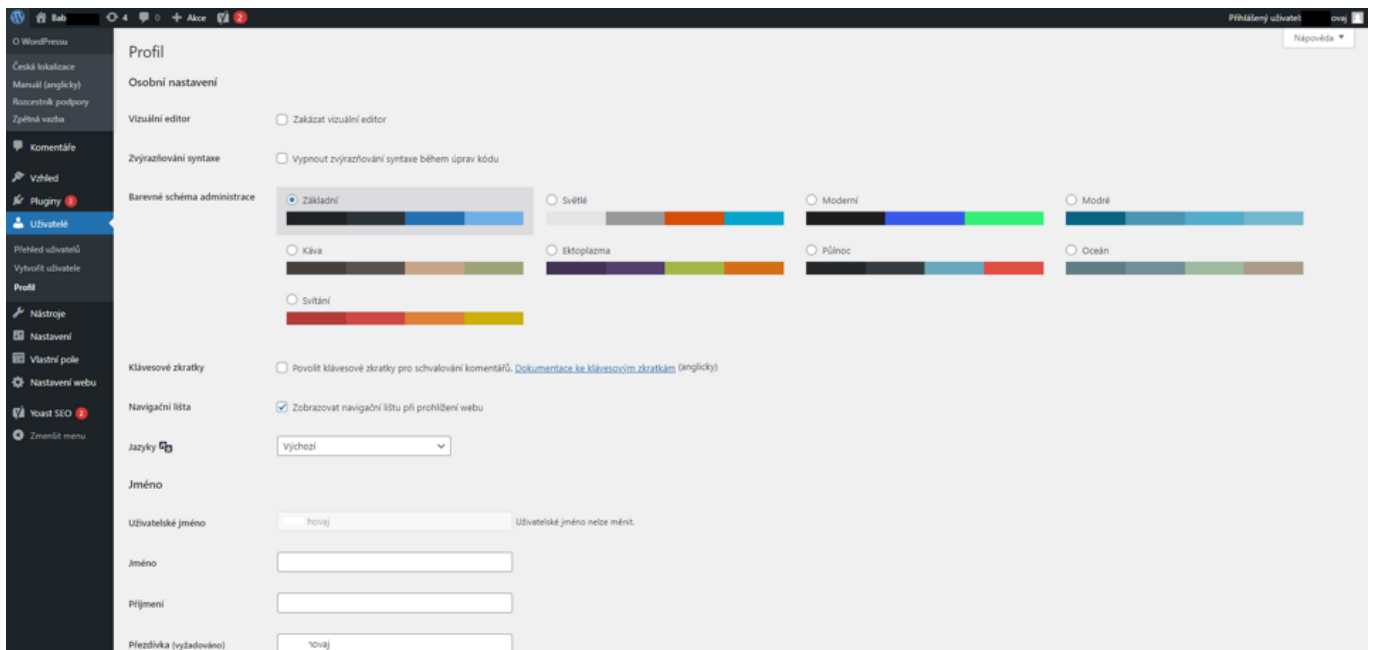 Bab 4 0 + Akce 2 Přihlášený uživatel: ovaj
Nápověda ▼
O WordPressu
Česká lokalizace
Manuál (anglicky)
Rozcestník podpory
Zpětná vazba
Komentáře
Vzhled
Pluginy 3
Uživatelé
Přehled uživatelů
Vytvořit uživatele
Profil
Nástroje
Nastavení
Vlastní pole
Nastavení webu
Yoast SEO 2
Zmenšit menu
Profil
Osobní nastavení
Vizuální editor Zakázat vizuální editor
Zvýrazňování syntaxe Vypnout zvýrazňování syntaxe během úprav kódu
Barevné schéma administrace Základní Světlé Moderní Modré
Káva Ektoplazma Půlnoc Oceán
Svítání
Klávesové zkratky Povolit klávesové zkratky pro schvalování komentářů. Dokumentace ke klávesovým zkratkám (anglicky)
Navigační lišta Zobrazovat navigační lištu při prohlížení webu
Jazyky Výchozí
Jméno
Uživatelské jméno hovaj Uživatelské jméno nelze měnit.
Jméno
Příjmení
Přezdívka (vyžadováno) hovaj